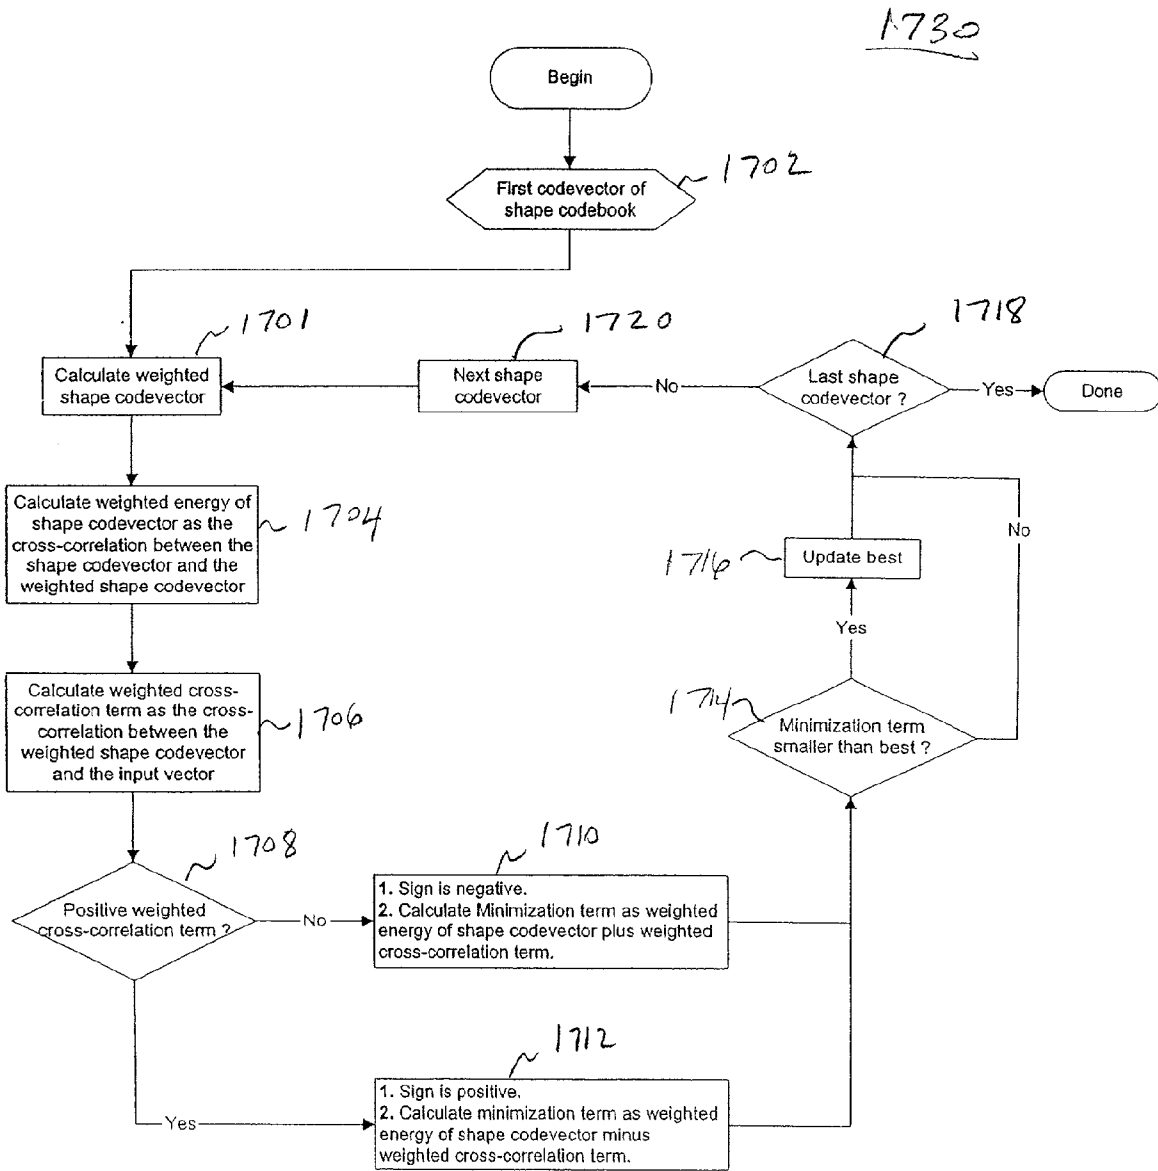 1730
Begin
First codevector of
shape codebook
1702
1701
1720
1718
Calculate weighted
shape codevector
Next shape
codevector
No
Last shape
codevector ?
Yes
Done
Calculate weighted energy of
shape codevector as the
cross-correlation between the
shape codevector and the
weighted shape codevector
1704
No
1716
Update best
Yes
Calculate weighted cross-
correlation term as the cross-
correlation between the
weighted shape codevector
and the input vector
1706
1714
Minimization term
smaller than best ?
1708
Positive weighted
cross-correlation term ?
No
1710
1. Sign is negative.
2. Calculate Minimization term as weighted
energy of shape codevector plus weighted
cross-correlation term.
1712
Yes
1. Sign is positive.
2. Calculate minimization term as weighted
energy of shape codevector minus
weighted cross-correlation term.